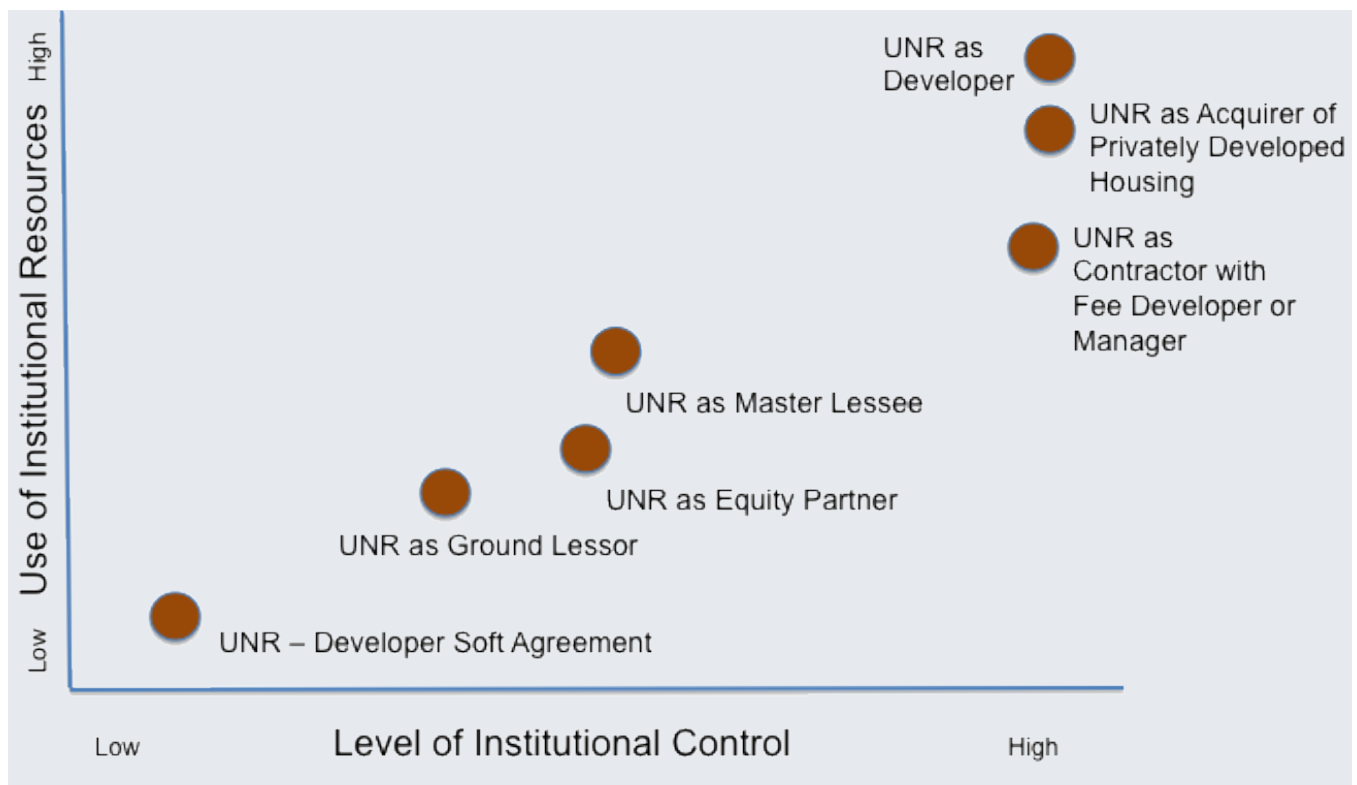 High
Use of Institutional Resources
Low
UNR as
Developer
UNR as Acquirer of
Privately Developed
Housing
UNR as
Contractor with
Fee Developer or
Manager
UNR as Master Lessee
UNR as Equity Partner
UNR as Ground Lessor
UNR – Developer Soft Agreement
Low
Level of Institutional Control
High